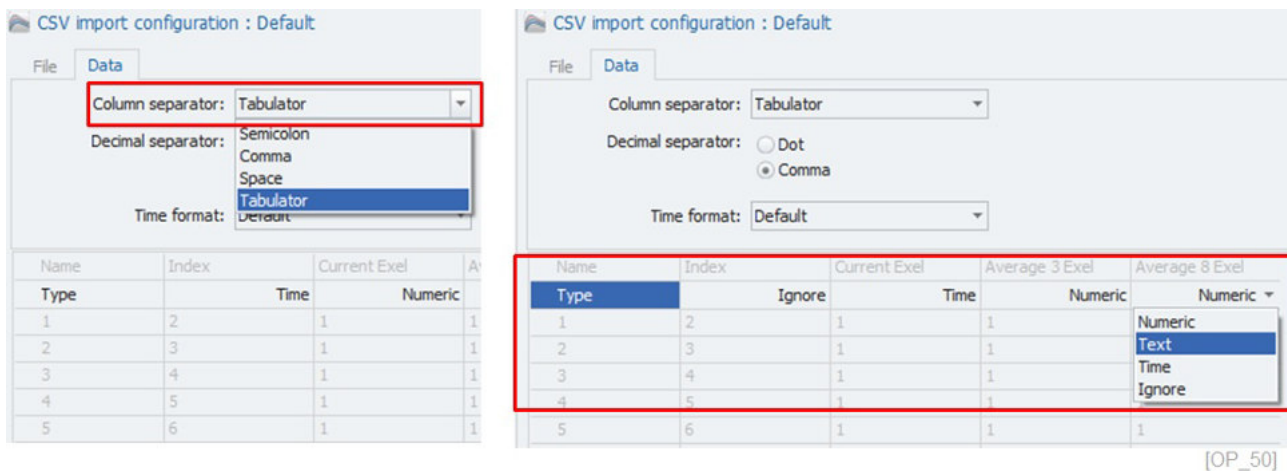 CSV import configuration : Default
File Data
Column separator: Tabulator
Decimal separator: Semicolon
Comma
Space
Tabulator
Time format: Default
Name Index Current Exel
Type Time Numeric
1 2 1 1
2 3 1 1
3 4 1 1
4 5 1 1
5 6 1 1
CSV import configuration : Default
File Data
Column separator: Tabulator
Decimal separator: Dot
Comma
Time format: Default
Name Index Current Exel Average 3 Exel Average 8 Exel
Type Ignore Time Numeric Numeric
1 2 1 1 Numeric
2 3 1 1 Text
3 4 1 1 Time
4 5 1 1 Ignore
5 6 1 1 1
[OP_50]